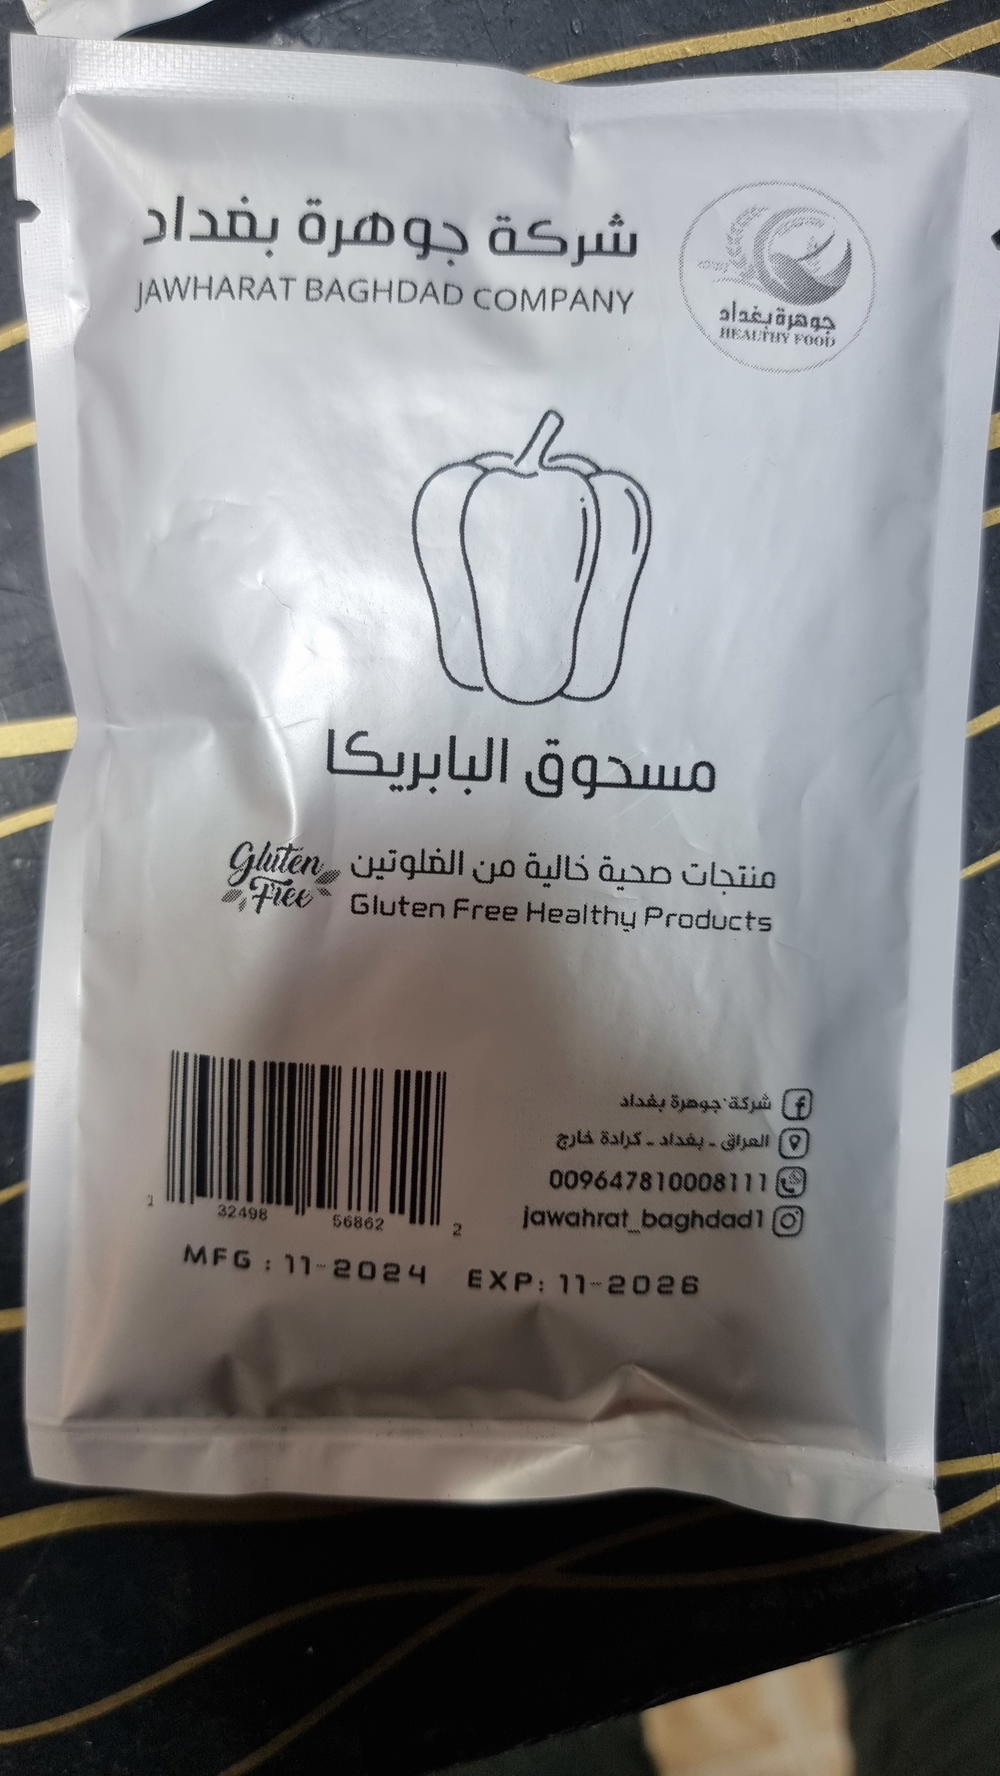 شركة جوهرة بغداد
JAWHARAT BAGHDAD COMPANY
جوهرة بغداد
HEALTHY FOOD
مسحوق البابريكا
Gluten Free
منتجات صحية خالية من الغلوتين
Gluten Free Healthy Products
شركة جوهرة بغداد
العراق - بغداد - كرادة خارج
009647810008111
jawahrat_baghdad1
1 32498 56862 2
MFG : 11-2024 EXP: 11-2026